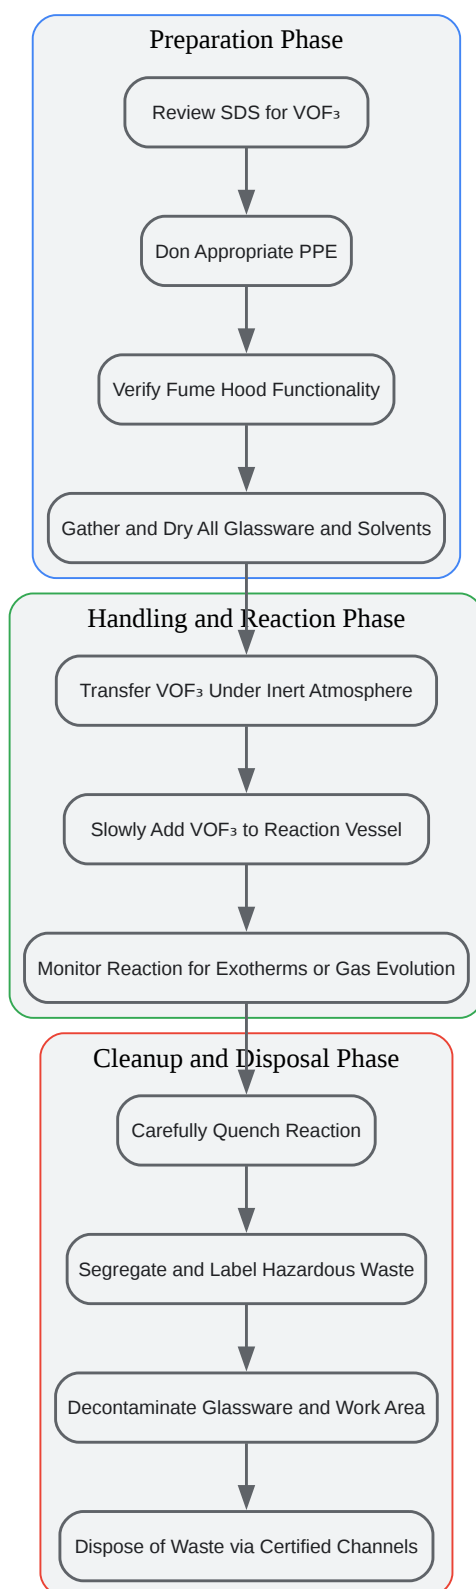 Preparation Phase
Review SDS for VOF₃
Don Appropriate PPE
Verify Fume Hood Functionality
Gather and Dry All Glassware and Solvents
Handling and Reaction Phase
Transfer VOF₃ Under Inert Atmosphere
Slowly Add VOF₃ to Reaction Vessel
Monitor Reaction for Exotherms or Gas Evolution
Cleanup and Disposal Phase
Carefully Quench Reaction
Segregate and Label Hazardous Waste
Decontaminate Glassware and Work Area
Dispose of Waste via Certified Channels